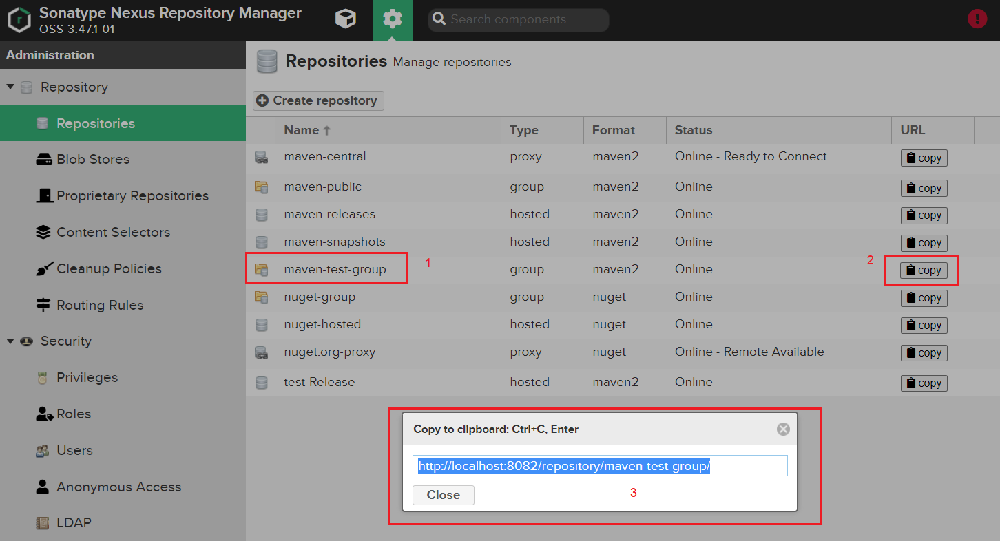 Sonatype Nexus Repository Manager
OSS 3.47.1-01
Search components
Administration
Repository
Repositories
Blob Stores
Proprietary Repositories
Content Selectors
Cleanup Policies
Routing Rules
Security
Privileges
Roles
Users
Anonymous Access
LDAP
Repositories Manage repositories
Create repository
Name Type Format Status URL
maven-central proxy maven2 Online - Ready to Connect copy
maven-public group maven2 Online copy
maven-releases hosted maven2 Online copy
maven-snapshots hosted maven2 Online copy
maven-test-group 1 group maven2 Online 2 copy
nuget-group group nuget Online copy
nuget-hosted hosted nuget Online copy
nuget.org-proxy proxy nuget Online - Remote Available copy
test-Release hosted maven2 Online copy
Copy to clipboard: Ctrl+C, Enter
http://localhost:8082/repository/maven-test-group/
Close 3